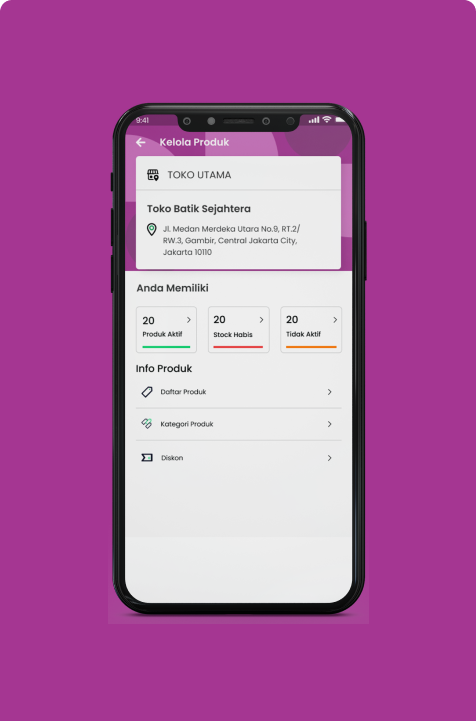 9:41
Kelola Produk
TOKO UTAMA
Toko Batik Sejahtera
Jl. Medan Merdeka Utara No.9, RT.2/
RW.3, Gambir, Central Jakarta City,
Jakarta 10110
Anda Memiliki
20 20 20
Produk Aktif Stock Habis Tidak Aktif
Info Produk
Daftar Produk
Kategori Produk
Diskon